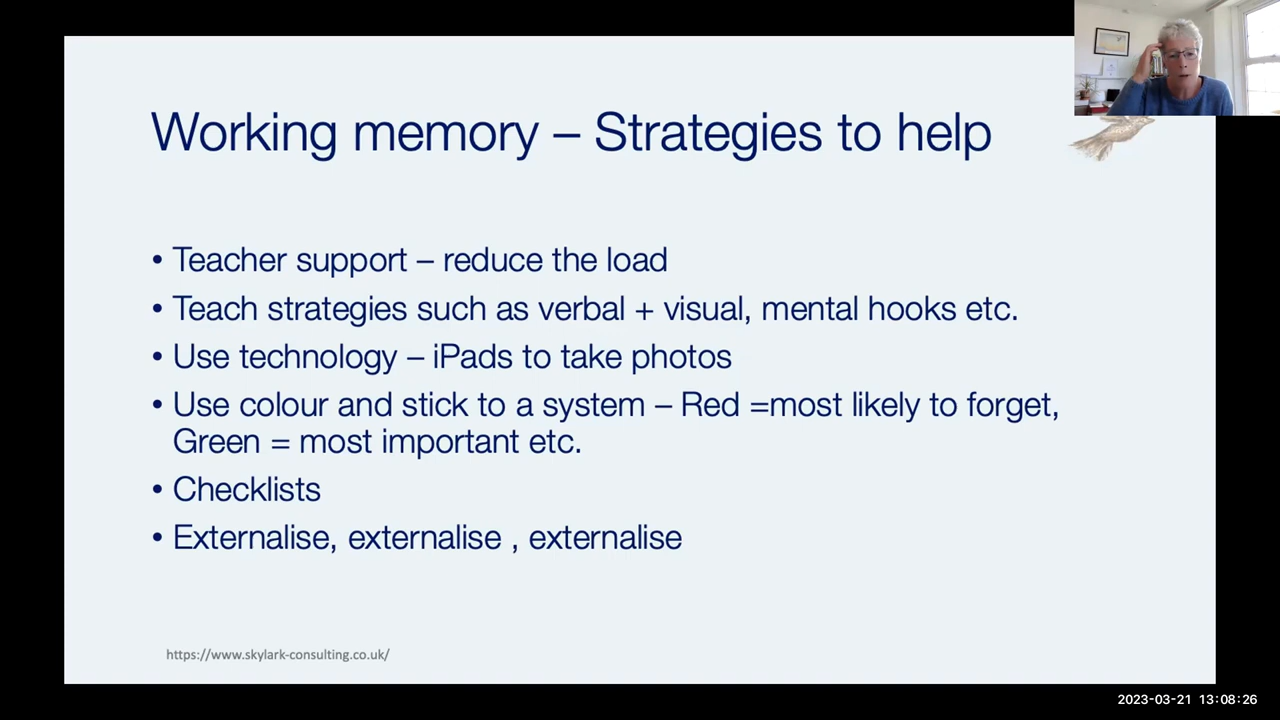 Working memory – Strategies to help
• Teacher support – reduce the load
• Teach strategies such as verbal + visual, mental hooks etc.
• Use technology – iPads to take photos
• Use colour and stick to a system – Red =most likely to forget,
Green = most important etc.
• Checklists
• Externalise, externalise , externalise
https://www.skylark-consulting.co.uk/
2023-03-21 13:08:26